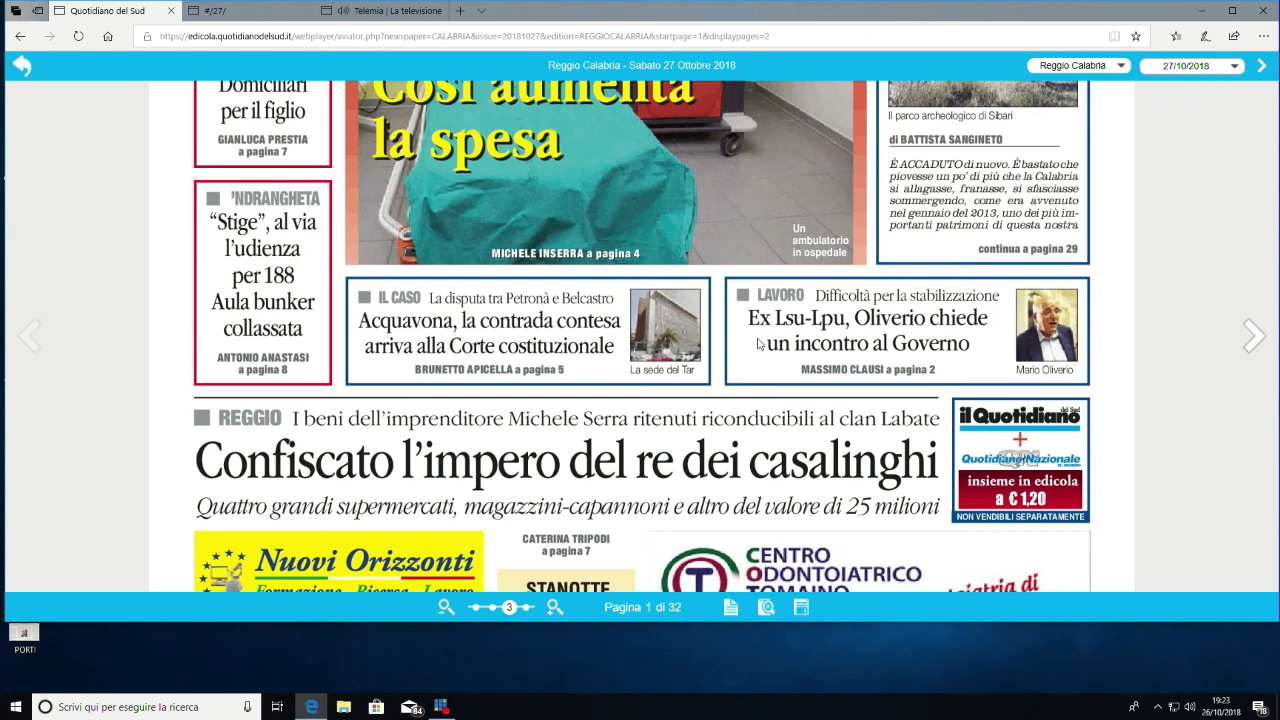 Quotidiano del Sud
#/27/
Telemia | La televisione
https://edicola.quotidianodelsud.it/webplayer/aviator.php?newspaper=CALABRIA&issue=20181027&edition=REGGIOCALABRIA&startpage=1&displaypages=2
Reggio Calabria - Sabato 27 Ottobre 2018
Reggio Calabria
27/10/2018
Domiciliari
per il figlio
GIANLUCA PRESTIA
a pagina 7
'NDRANGHETA
“Stige”, al via
l’udienza
per 188
Aula bunker
collassata
ANTONIO ANASTASI
a pagina 8
Così aumenta
la spesa
Un
ambulatorio
in ospedale
MICHELE INSERRA a pagina 4
Il parco archeologico di Sibari
di BATTISTA SANGINETO
È ACCADUTO di nuovo. È bastato che
piovesse un po’ di più che la Calabria
si allagasse, franasse, si sfasciasse
sommergendo, come era avvenuto
nel gennaio del 2013, uno dei più im-
portanti patrimoni di questa nostra
continua a pagina 29
IL CASO La disputa tra Petronà e Belcastro
Acquavona, la contrada contesa
arriva alla Corte costituzionale
BRUNETTO APICELLA a pagina 5
La sede del Tar
LAVORO Difficoltà per la stabilizzazione
Ex Lsu-Lpu, Oliverio chiede
un incontro al Governo
MASSIMO CLAUSI a pagina 2
Mario Oliverio
REGGIO I beni dell’imprenditore Michele Serra ritenuti riconducibili al clan Labate
Confiscato l’impero del re dei casalinghi
Quattro grandi supermercati, magazzini-capannoni e altro del valore di 25 milioni
il Quotidiano
del Sud
+
Quotidiano Nazionale
insieme in edicola
a € 1,20
NON VENDIBILI SEPARATAMENTE
CATERINA TRIPODI
a pagina 7
Nuovi Orizzonti
Formazione Ricerca Lavoro
STANOTTE
CENTRO
ODONTOIATRICO
TOMAINO
3
Pagina 1 di 32
PORTI
Scrivi qui per eseguire la ricerca
64
19:23
26/10/2018
18